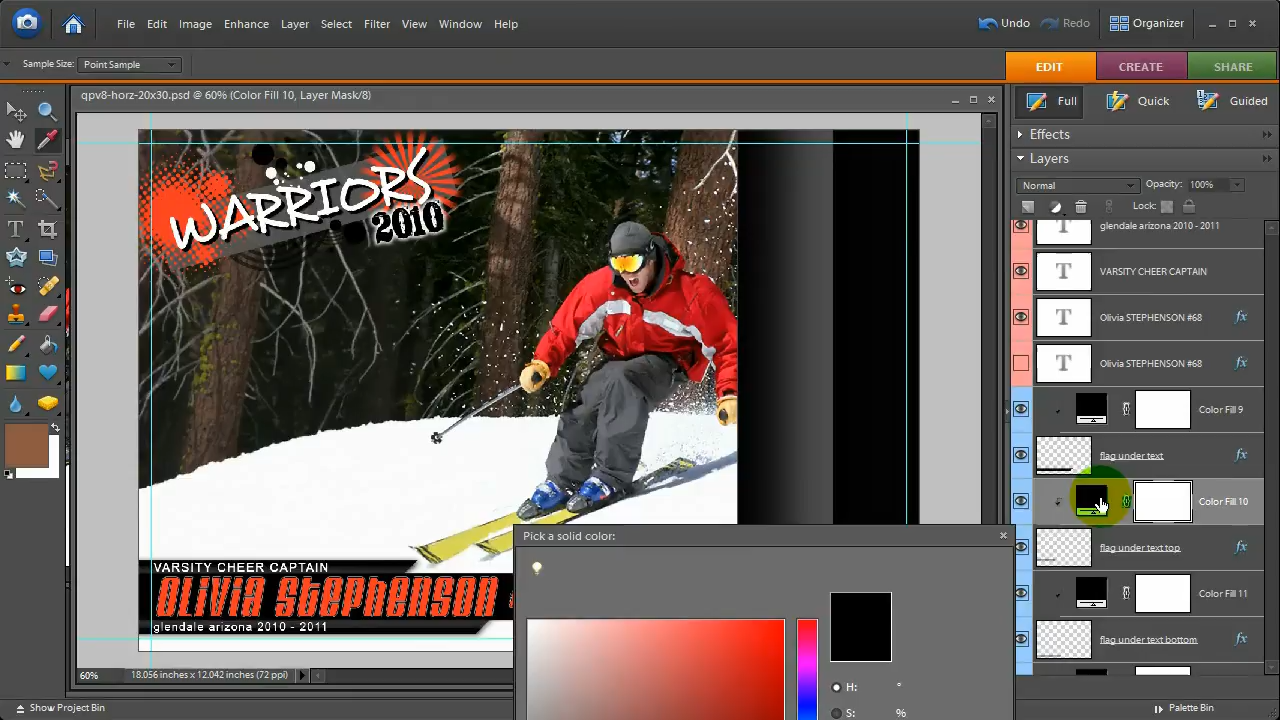 File Edit Image Enhance Layer Select Filter View Window Help
Undo Redo Organizer
Sample Size: Point Sample
EDIT CREATE SHARE
qpv8-horz-20x30.psd @ 60% (Color Fill 10, Layer Mask/8)
Full Quick Guided
Effects
Layers
Normal Opacity: 100%
Lock:
WARRIORS
2010
glendale arizona 2010 - 2011
VARSITY CHEER CAPTAIN
Olivia STEPHENSON #68 fx
Olivia STEPHENSON #68 fx
Color Fill 9
flag under text fx
Color Fill 10
flag under text top fx
Color Fill 11
flag under text bottom fx
Pick a solid color:
H: °
S: %
VARSITY CHEER CAPTAIN
OLIVIA STEPHENSON
glendale arizona 2010 - 2011
60% 18.056 inches x 12.042 inches (72 ppi)
Show Project Bin
Palette Bin